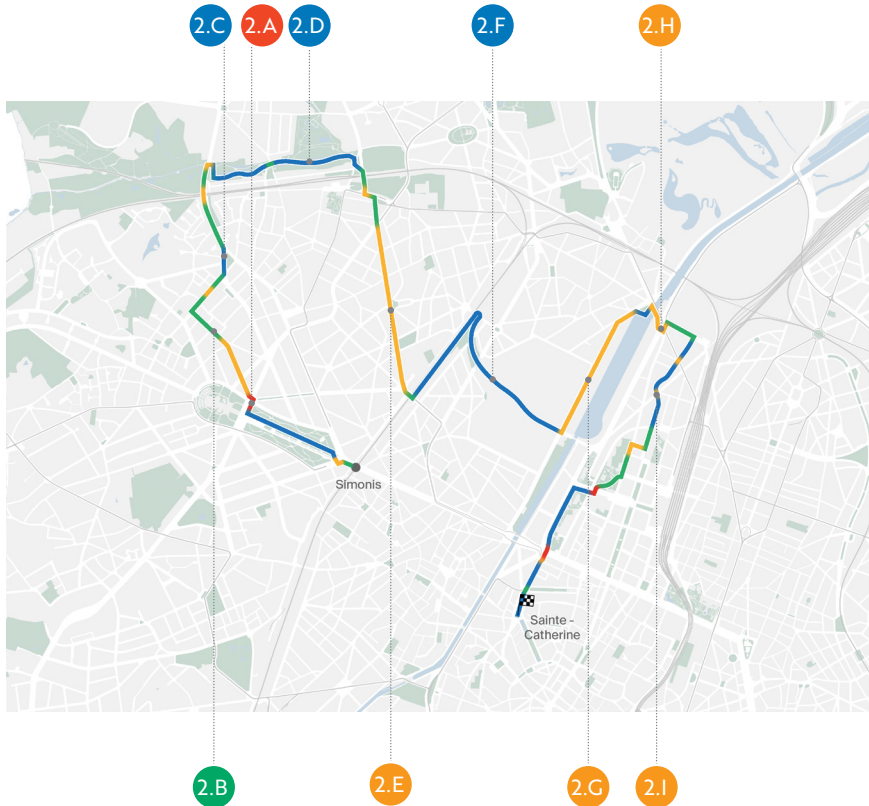 2.C
2.A
2.D
2.F
2.H
Simonis
Sainte -
Catherine
2.B
2.E
2.G
2.I